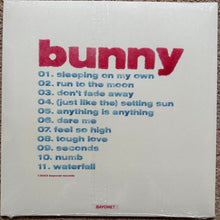 bunny
01. sleeping on my own
02. run to the moon
03. don't fade away
04. (just like the) setting sun
05. anything is anything
06. dare me
07. feel so high
08. tough love
09. seconds
10. numb
11. waterfall
BAYONET